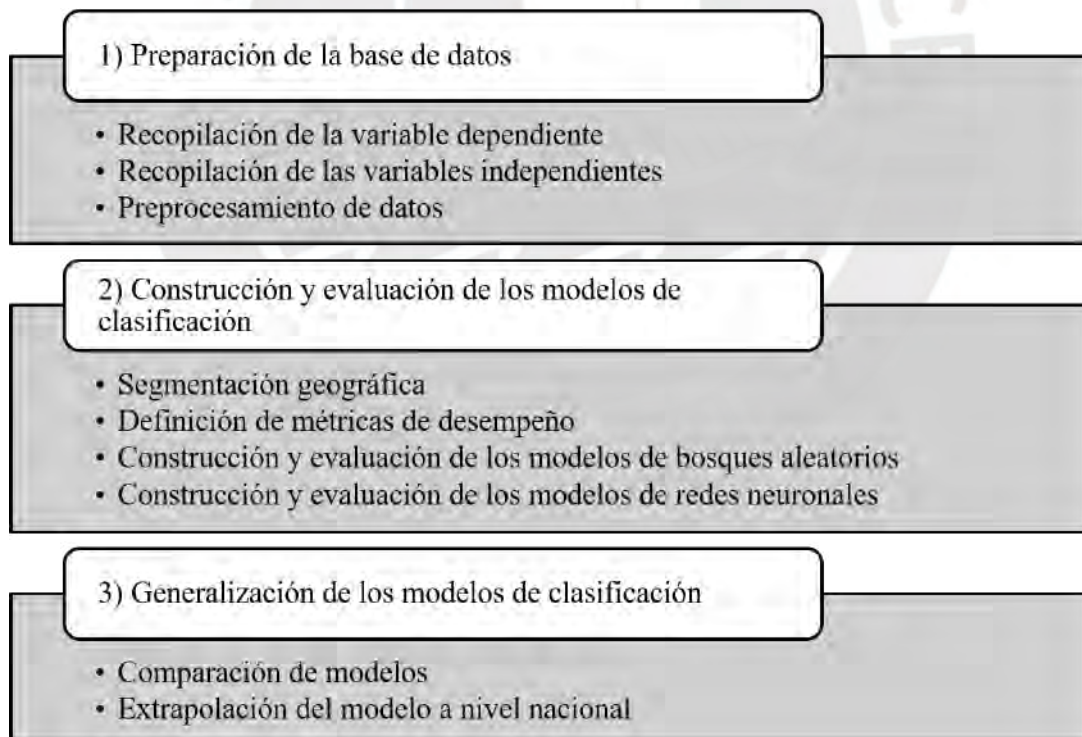 1) Preparación de la base de datos
• Recopilación de la variable dependiente
• Recopilación de las variables independientes
• Preprocesamiento de datos
2) Construcción y evaluación de los modelos de
clasificación
• Segmentación geográfica
• Definición de métricas de desempeño
• Construcción y evaluación de los modelos de bosques aleatorios
• Construcción y evaluación de los modelos de redes neuronales
3) Generalización de los modelos de clasificación
• Comparación de modelos
• Extrapolación del modelo a nivel nacional